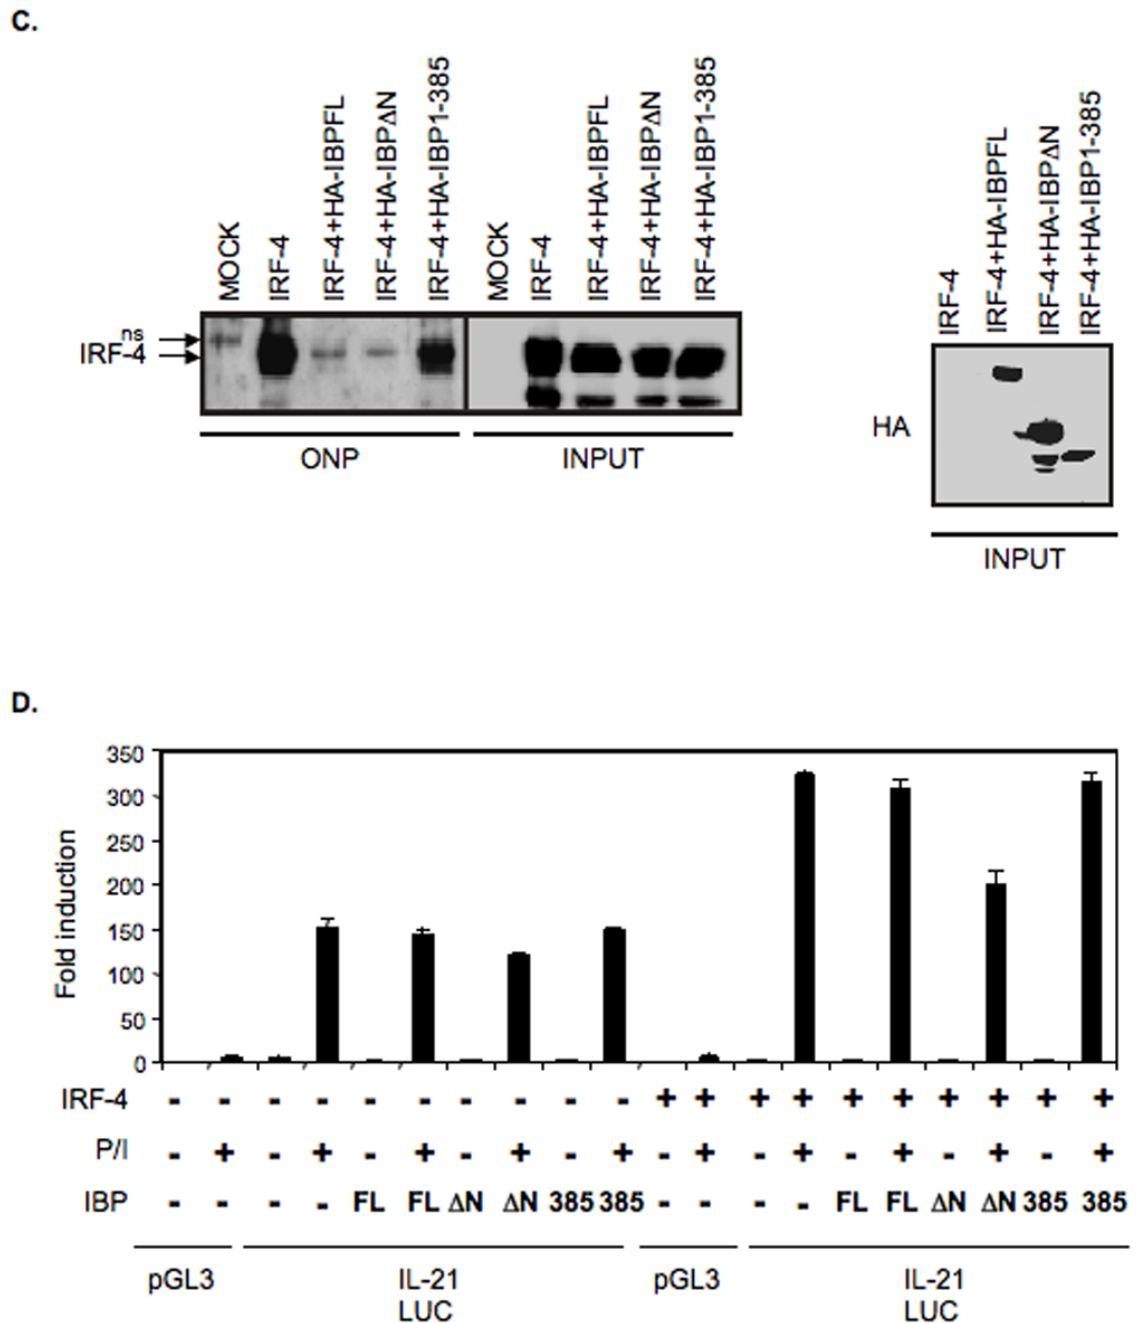 C.
MOCK
IRF-4
IRF-4+HA-IBPFL
IRF-4+HA-IBPΔN
IRF-4+HA-IBP1-385
MOCK
IRF-4
IRF-4+HA-IBPFL
IRF-4+HA-IBPΔN
IRF-4+HA-IBP1-385
ns
IRF-4
ONP
INPUT
IRF-4
IRF-4+HA-IBPFL
IRF-4+HA-IBPΔN
IRF-4+HA-IBP1-385
HA
INPUT
D.
Fold induction
350
300
250
200
150
100
50
0
IRF-4 - - - - - - - - - - + + + + + + + + + +
P/I - + - + - + - + - + - + - + - + - + - +
IBP - - - - FL FL ΔN ΔN 385 385 - - - - FL FL ΔN ΔN 385 385
pGL3 IL-21 pGL3 IL-21
LUC LUC